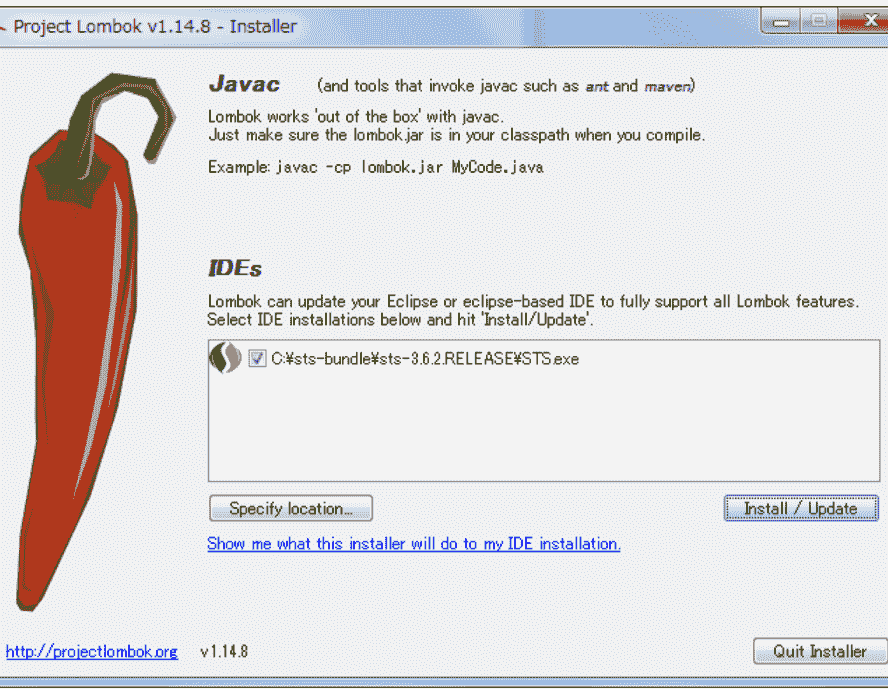 Project Lombok v1.14.8 - Installer
Javac (and tools that invoke javac such as ant and maven)
Lombok works 'out of the box' with javac.
Just make sure the lombok.jar is in your classpath when you compile.
Example: javac -cp lombok.jar MyCode.java
IDEs
Lombok can update your Eclipse or eclipse-based IDE to fully support all Lombok features.
Select IDE installations below and hit 'Install/Update'.
C:¥sts-bundle¥sts-3.6.2.RELEASE¥STS.exe
Specify location...
Install / Update
Show me what this installer will do to my IDE installation.
http://projectlombok.org v1.14.8
Quit Installer